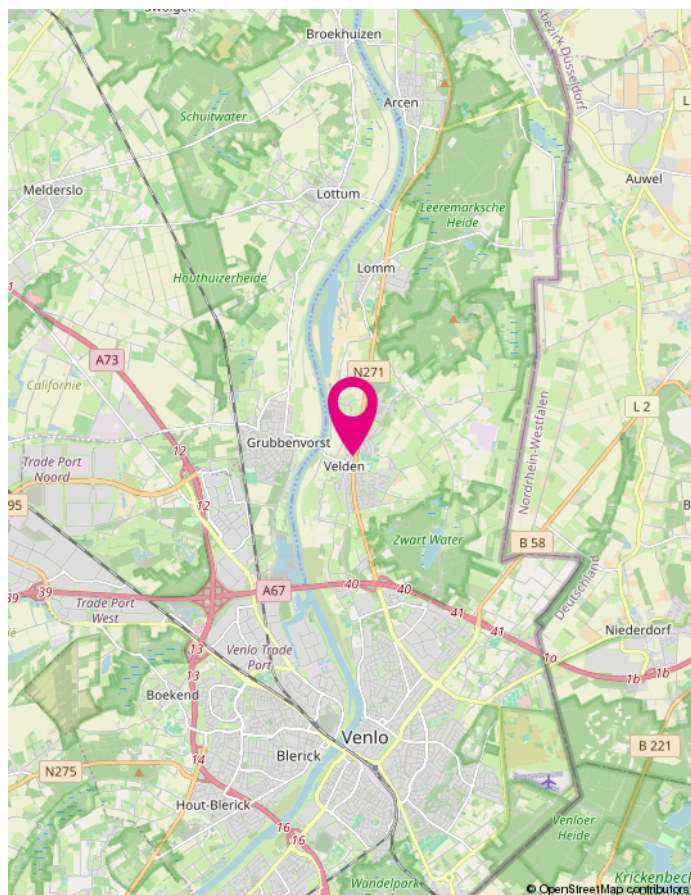 Swolgen
Broekhuizen
Arcen
sbezirk Düsseldorf
L
Schuitwater
Melderslo
Lottum
Auwel
Leeremarksche
Heide
Houthuizerheide
Lomm
A73
N271
Californië
L 2
Nordrhein-Westfalen
Grubbenvorst
Velden
12
Trade Port
Noord
12
95
B
Zwart Water
B 58
Deutschland
A67
40
40
39
39
Trade Port
West
41
41
Niederdorf
13
Venlo Trade
Port
1a
1b
1b
13
Boekend
Venlo
B 221
14
Blerick
N275
Hout-Blerick
16
16
Venloer
Heide
Wandelpark
Krickenbeck
© OpenStreetMap contributors